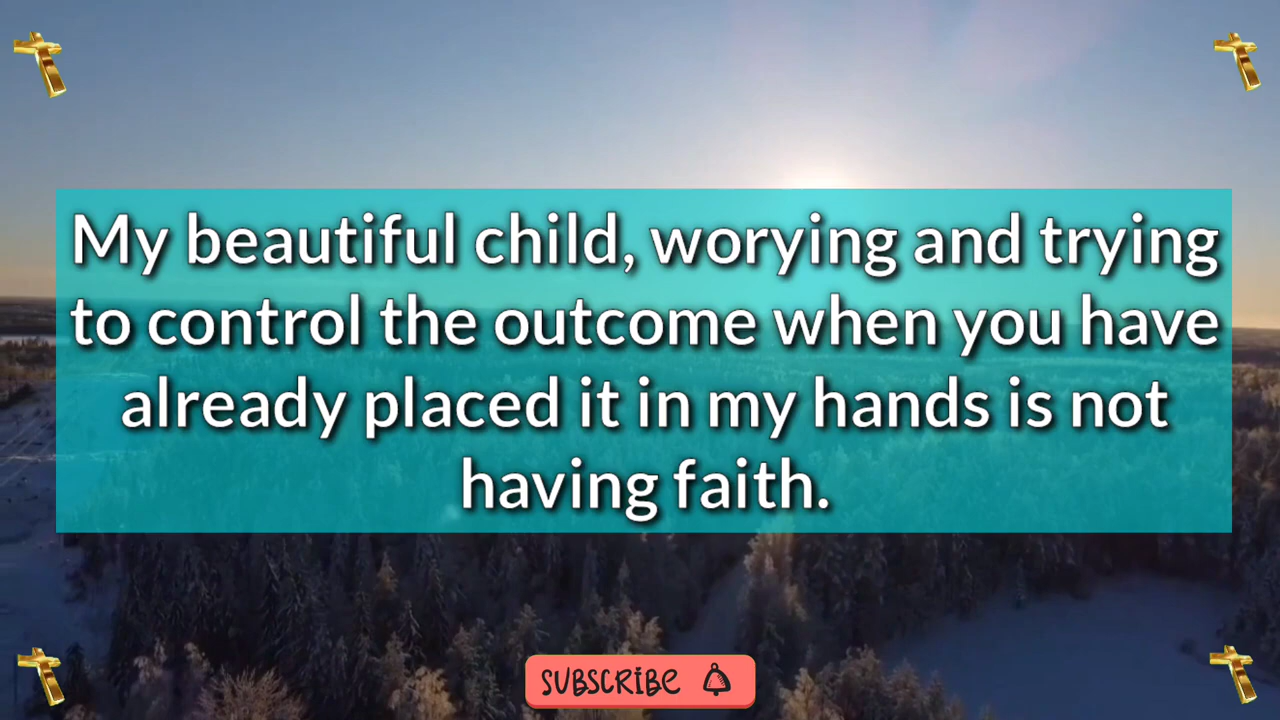 My beautiful child, worying and trying
to control the outcome when you have
already placed it in my hands is not
having faith.
SUBSCRIBE